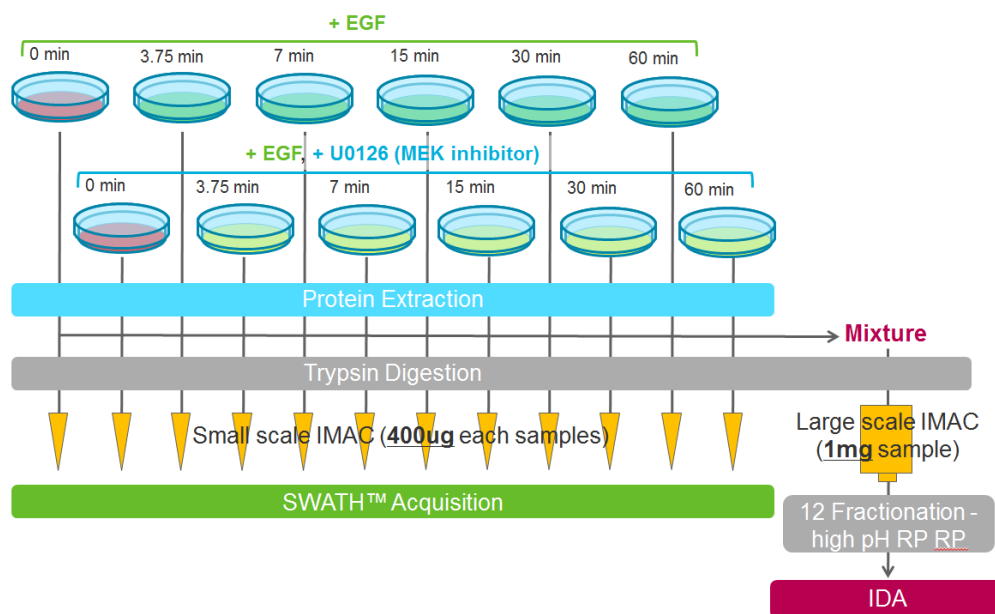 + EGF
0 min 3.75 min 7 min 15 min 30 min 60 min
+ EGF, + U0126 (MEK inhibitor)
0 min 3.75 min 7 min 15 min 30 min 60 min
Protein Extraction
Mixture
Trypsin Digestion
Small scale IMAC (400ug each samples)
Large scale IMAC
(1mg sample)
SWATH™ Acquisition
12 Fractionation -
high pH RP RP
IDA